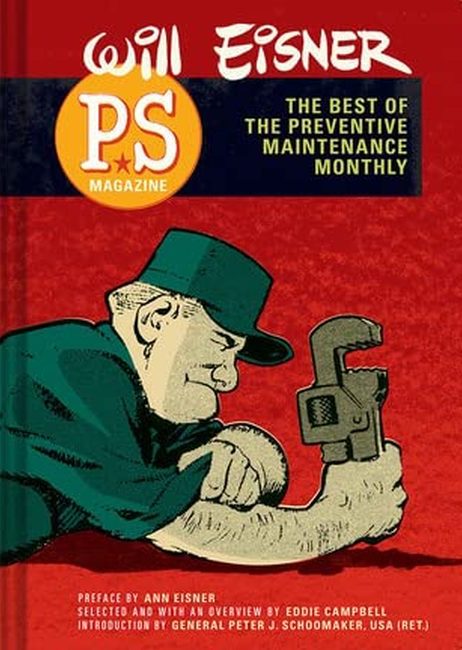 Will Eisner
P★S
MAGAZINE
THE BEST OF
THE PREVENTIVE
MAINTENANCE
MONTHLY
PREFACE BY ANN EISNER
SELECTED AND WITH AN OVERVIEW BY EDDIE CAMPBELL
INTRODUCTION BY GENERAL PETER J. SCHOOMAKER, USA (RET.)